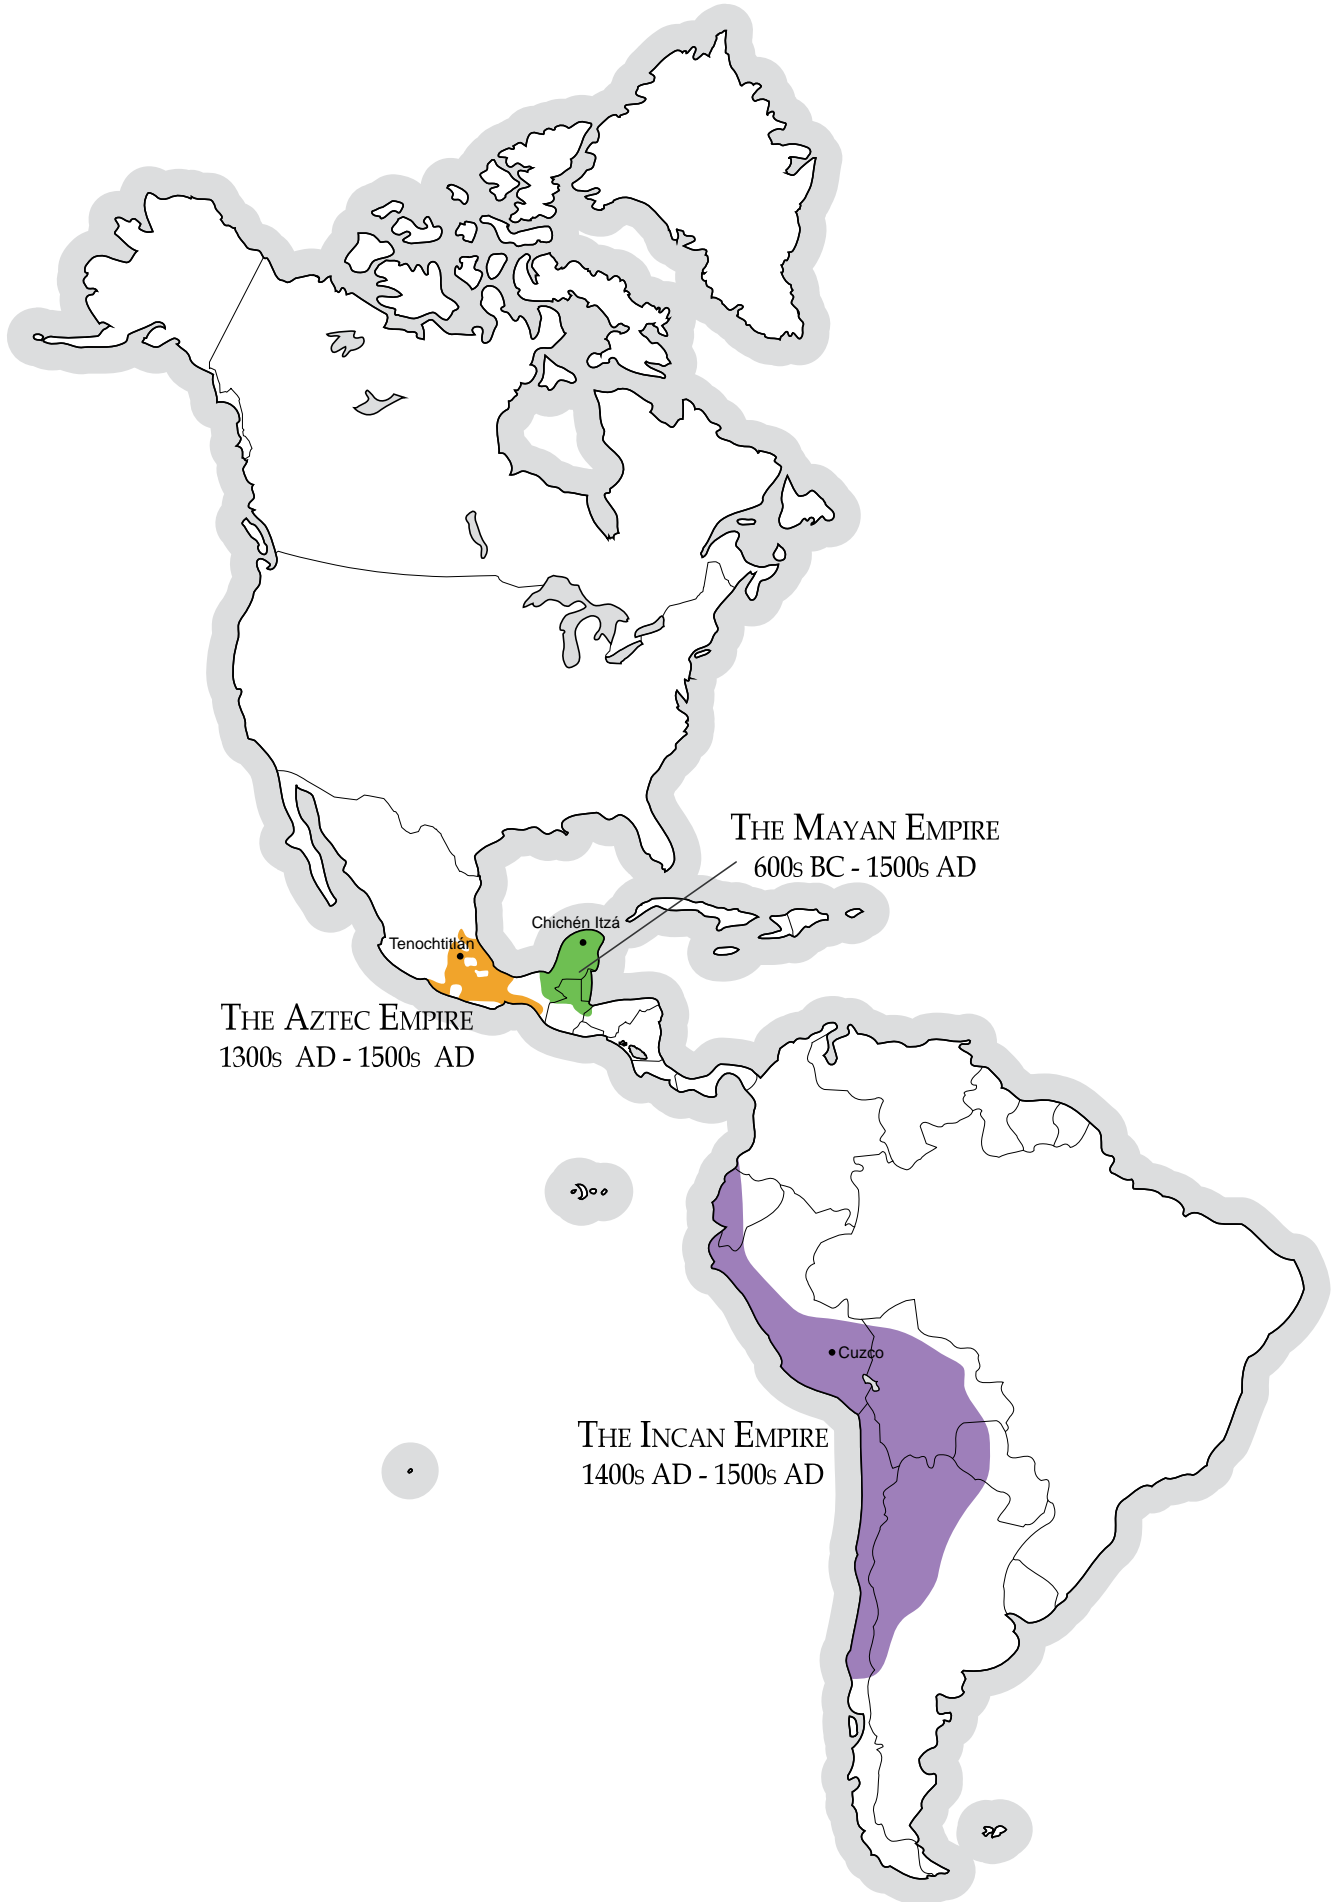 THE MAYAN EMPIRE
600s BC - 1500s AD
Chichén Itzá
Tenochtitlán
THE AZTEC EMPIRE
1300s AD - 1500s AD
Cuzco
THE INCAN EMPIRE
1400s AD - 1500s AD